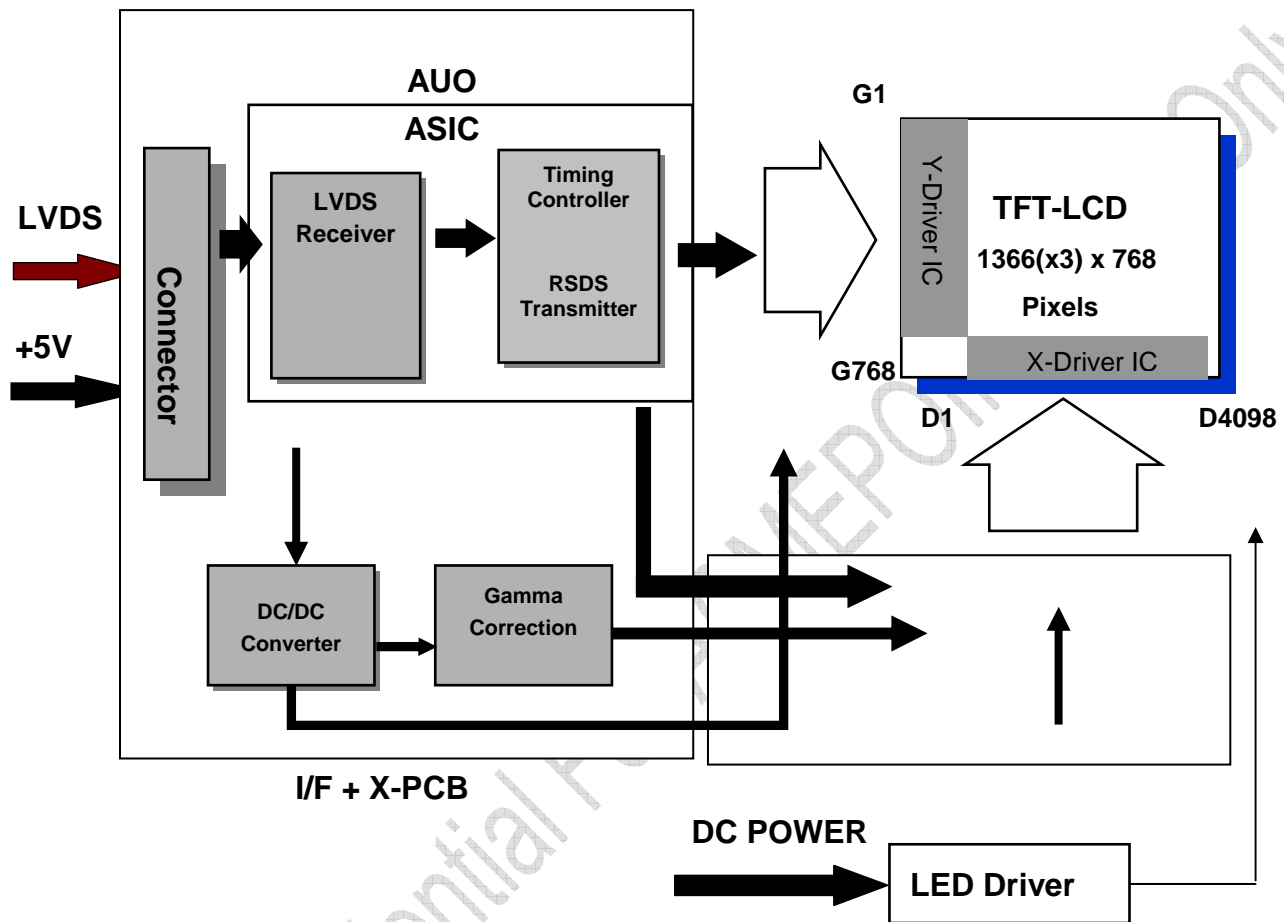 AUO
ASIC
G1
LVDS
+5V
Connector
LVDS
Receiver
Timing
Controller
RSDS
Transmitter
Y-Driver IC
TFT-LCD
1366(x3) x 768
Pixels
X-Driver IC
G768
D1
D4098
DC/DC
Converter
Gamma
Correction
I/F + X-PCB
DC POWER
LED Driver
Only